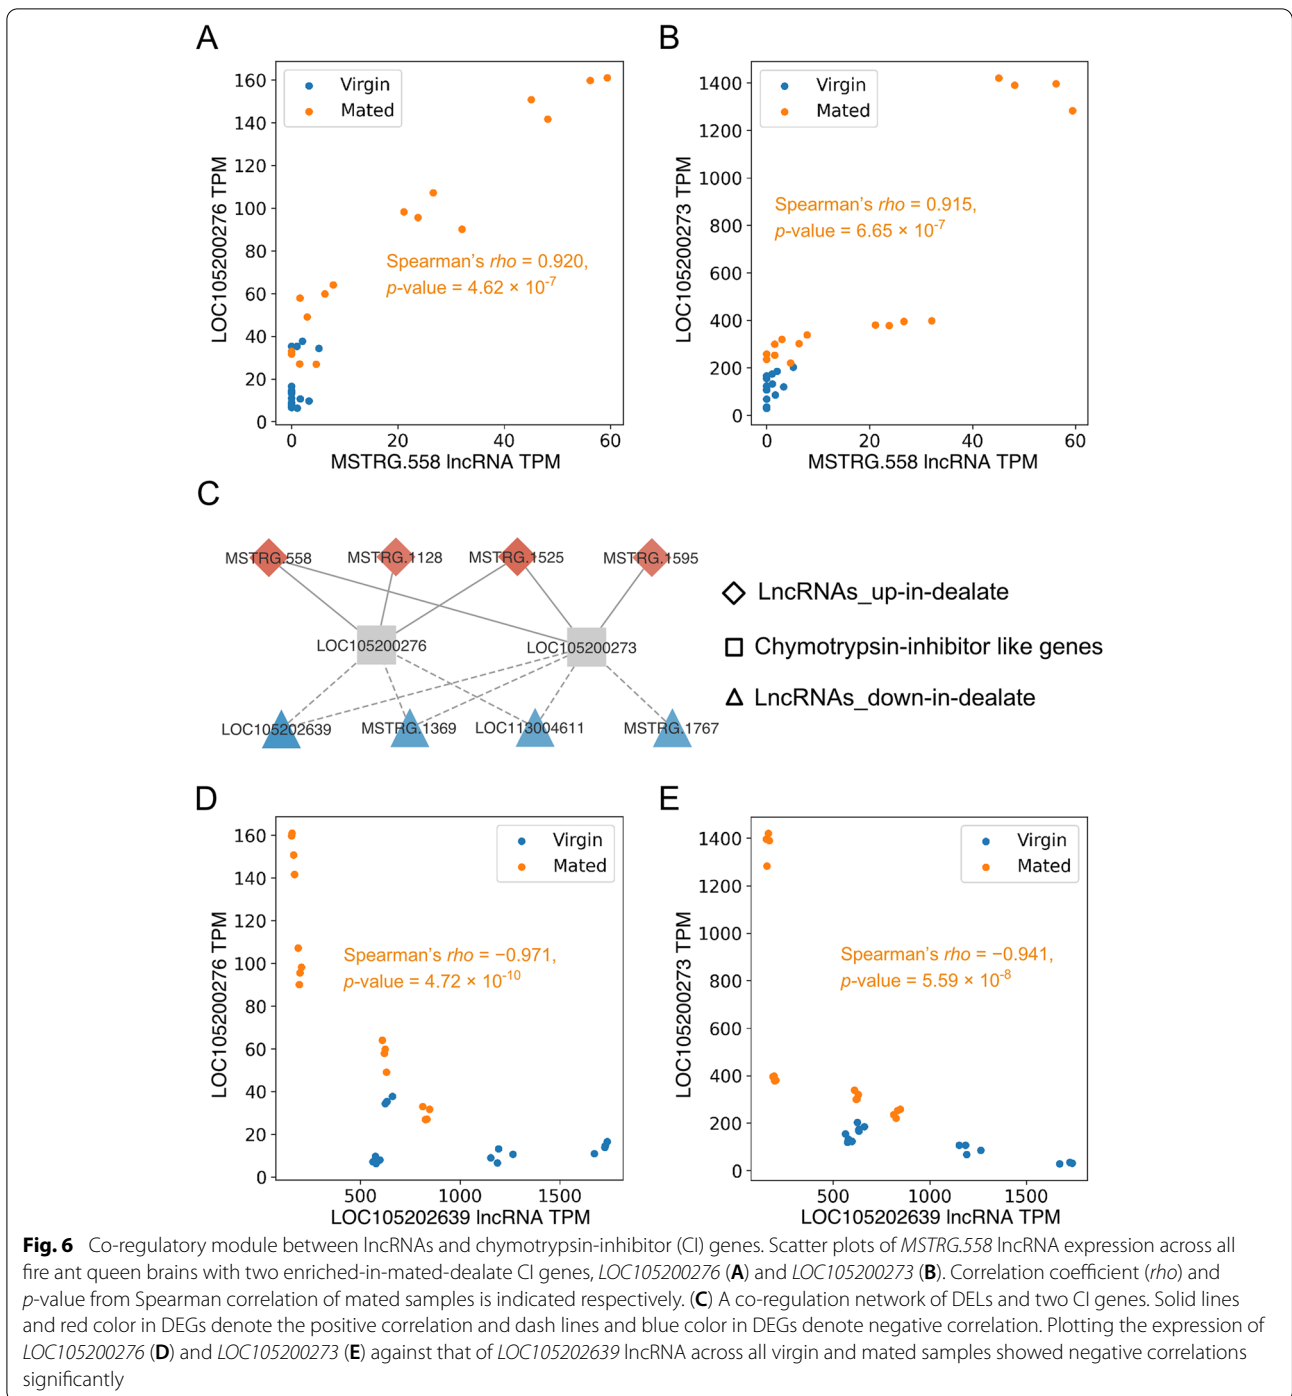 A
Virgin
Mated
160
140
120
100
80
60
40
20
0
LOC105200276 TPM
Spearman's rho = 0.920,
p-value = 4.62 × 10-7
0 20 40 60
MSTRG.558 lncRNA TPM
B
Virgin
Mated
1400
1200
1000
800
600
400
200
0
LOC105200273 TPM
Spearman's rho = 0.915,
p-value = 6.65 × 10-7
0 20 40 60
MSTRG.558 lncRNA TPM
C
MSTRG.558 MSTRG.1128 MSTRG.1525 MSTRG.1595
LOC105200276 LOC105200273
LOC105202639 MSTRG.1369 LOC113004611 MSTRG.1767
LncRNAs_up-in-dealate
Chymotrypsin-inhibitor like genes
LncRNAs_down-in-dealate
D
Virgin
Mated
160
140
120
100
80
60
40
20
0
LOC105200276 TPM
Spearman's rho = −0.971,
p-value = 4.72 × 10-10
500 1000 1500
LOC105202639 lncRNA TPM
E
Virgin
Mated
1400
1200
1000
800
600
400
200
0
LOC105200273 TPM
Spearman's rho = −0.941,
p-value = 5.59 × 10-8
500 1000 1500
LOC105202639 lncRNA TPM
Fig. 6 Co-regulatory module between lncRNAs and chymotrypsin-inhibitor (CI) genes. Scatter plots of MSTRG.558 lncRNA expression across all
fire ant queen brains with two enriched-in-mated-dealate CI genes, LOC105200276 (A) and LOC105200273 (B). Correlation coefficient (rho) and
p-value from Spearman correlation of mated samples is indicated respectively. (C) A co-regulation network of DELs and two CI genes. Solid lines
and red color in DEGs denote the positive correlation and dash lines and blue color in DEGs denote negative correlation. Plotting the expression of
LOC105200276 (D) and LOC105200273 (E) against that of LOC105202639 lncRNA across all virgin and mated samples showed negative correlations
significantly